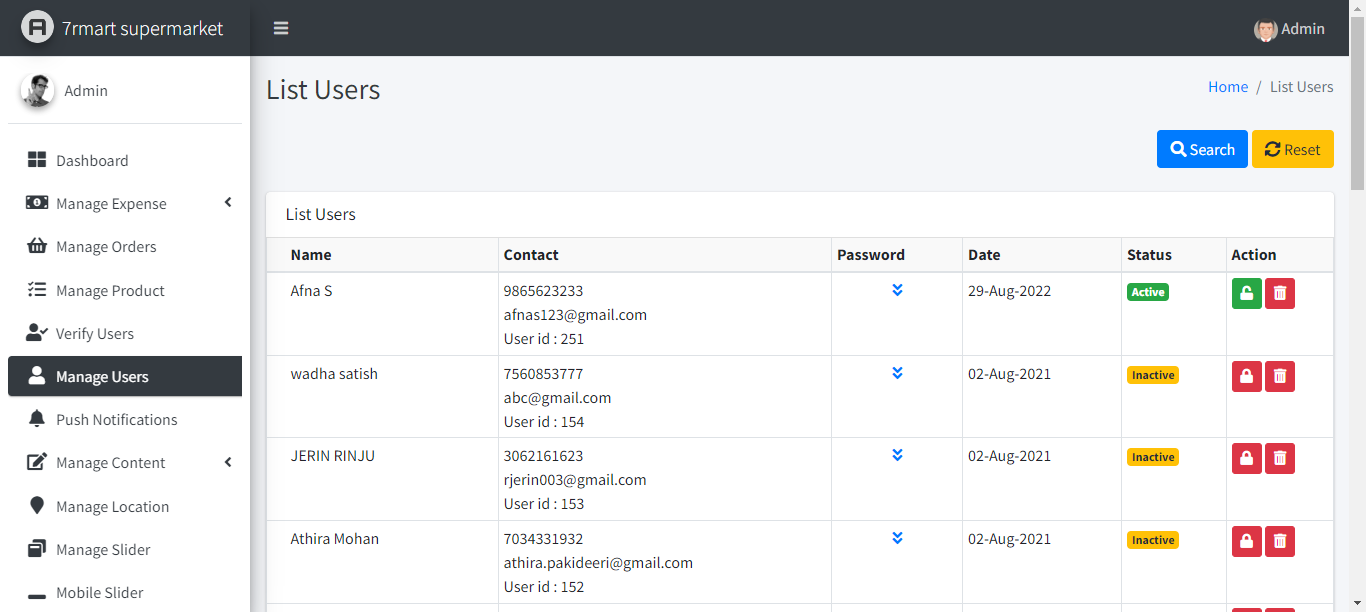 7rmart supermarket
Admin
Admin
Dashboard
Manage Expense
Manage Orders
Manage Product
Verify Users
Manage Users
Push Notifications
Manage Content
Manage Location
Manage Slider
Mobile Slider
List Users
Home / List Users
Search Reset
List Users
Name Contact Password Date Status Action
Afna S 9865623233 29-Aug-2022 Active
afnas123@gmail.com
User id : 251
wadha satish 7560853777 02-Aug-2021 Inactive
abc@gmail.com
User id : 154
JERIN RINJU 3062161623 02-Aug-2021 Inactive
rjerin003@gmail.com
User id : 153
Athira Mohan 7034331932 02-Aug-2021 Inactive
athira.pakideeri@gmail.com
User id : 152